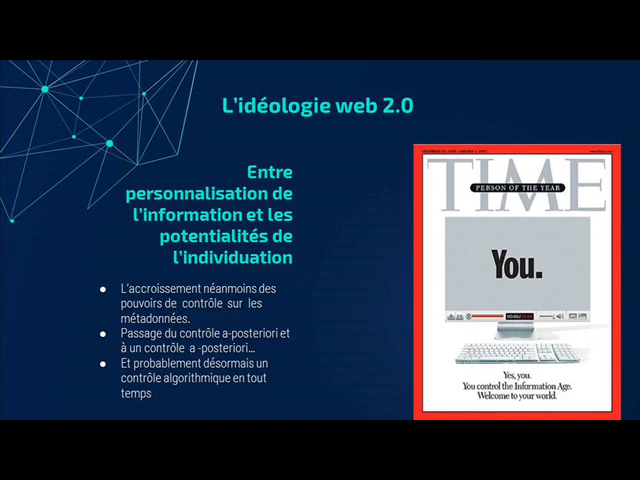 L'idéologie web 2.0
Entre
personnalisation de
l'information et les
potentialités de
l'individuation
● L'accroissement néanmoins des
pouvoirs de contrôle sur les
métadonnées.
● Passage du contrôle a-posteriori et
à un contrôle a -posteriori...
● Et probablement désormais un
contrôle algorithmique en tout
temps
TIME
PERSON OF THE YEAR
You.
Yes, you.
You control the Information Age.
Welcome to your world.